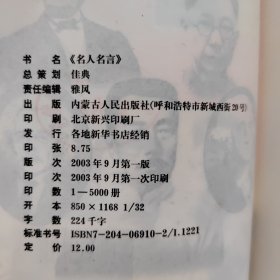 书 名 《名人名言》
总策划 佳典
责任编辑 雅风
出 版 内蒙古人民出版社(呼和浩特市新城西街20号)
印 刷 北京新兴印刷厂
发 行 各地新华书店经销
印 张 8.75
版 次 2003年9月第一版
印 次 2003年9月第一次印刷
印 数 1—5000册
开 本 850×1168 1/32
字 数 224千字
标准书号 ISBN7-204-06910-2/I.1221
定 价 12.00